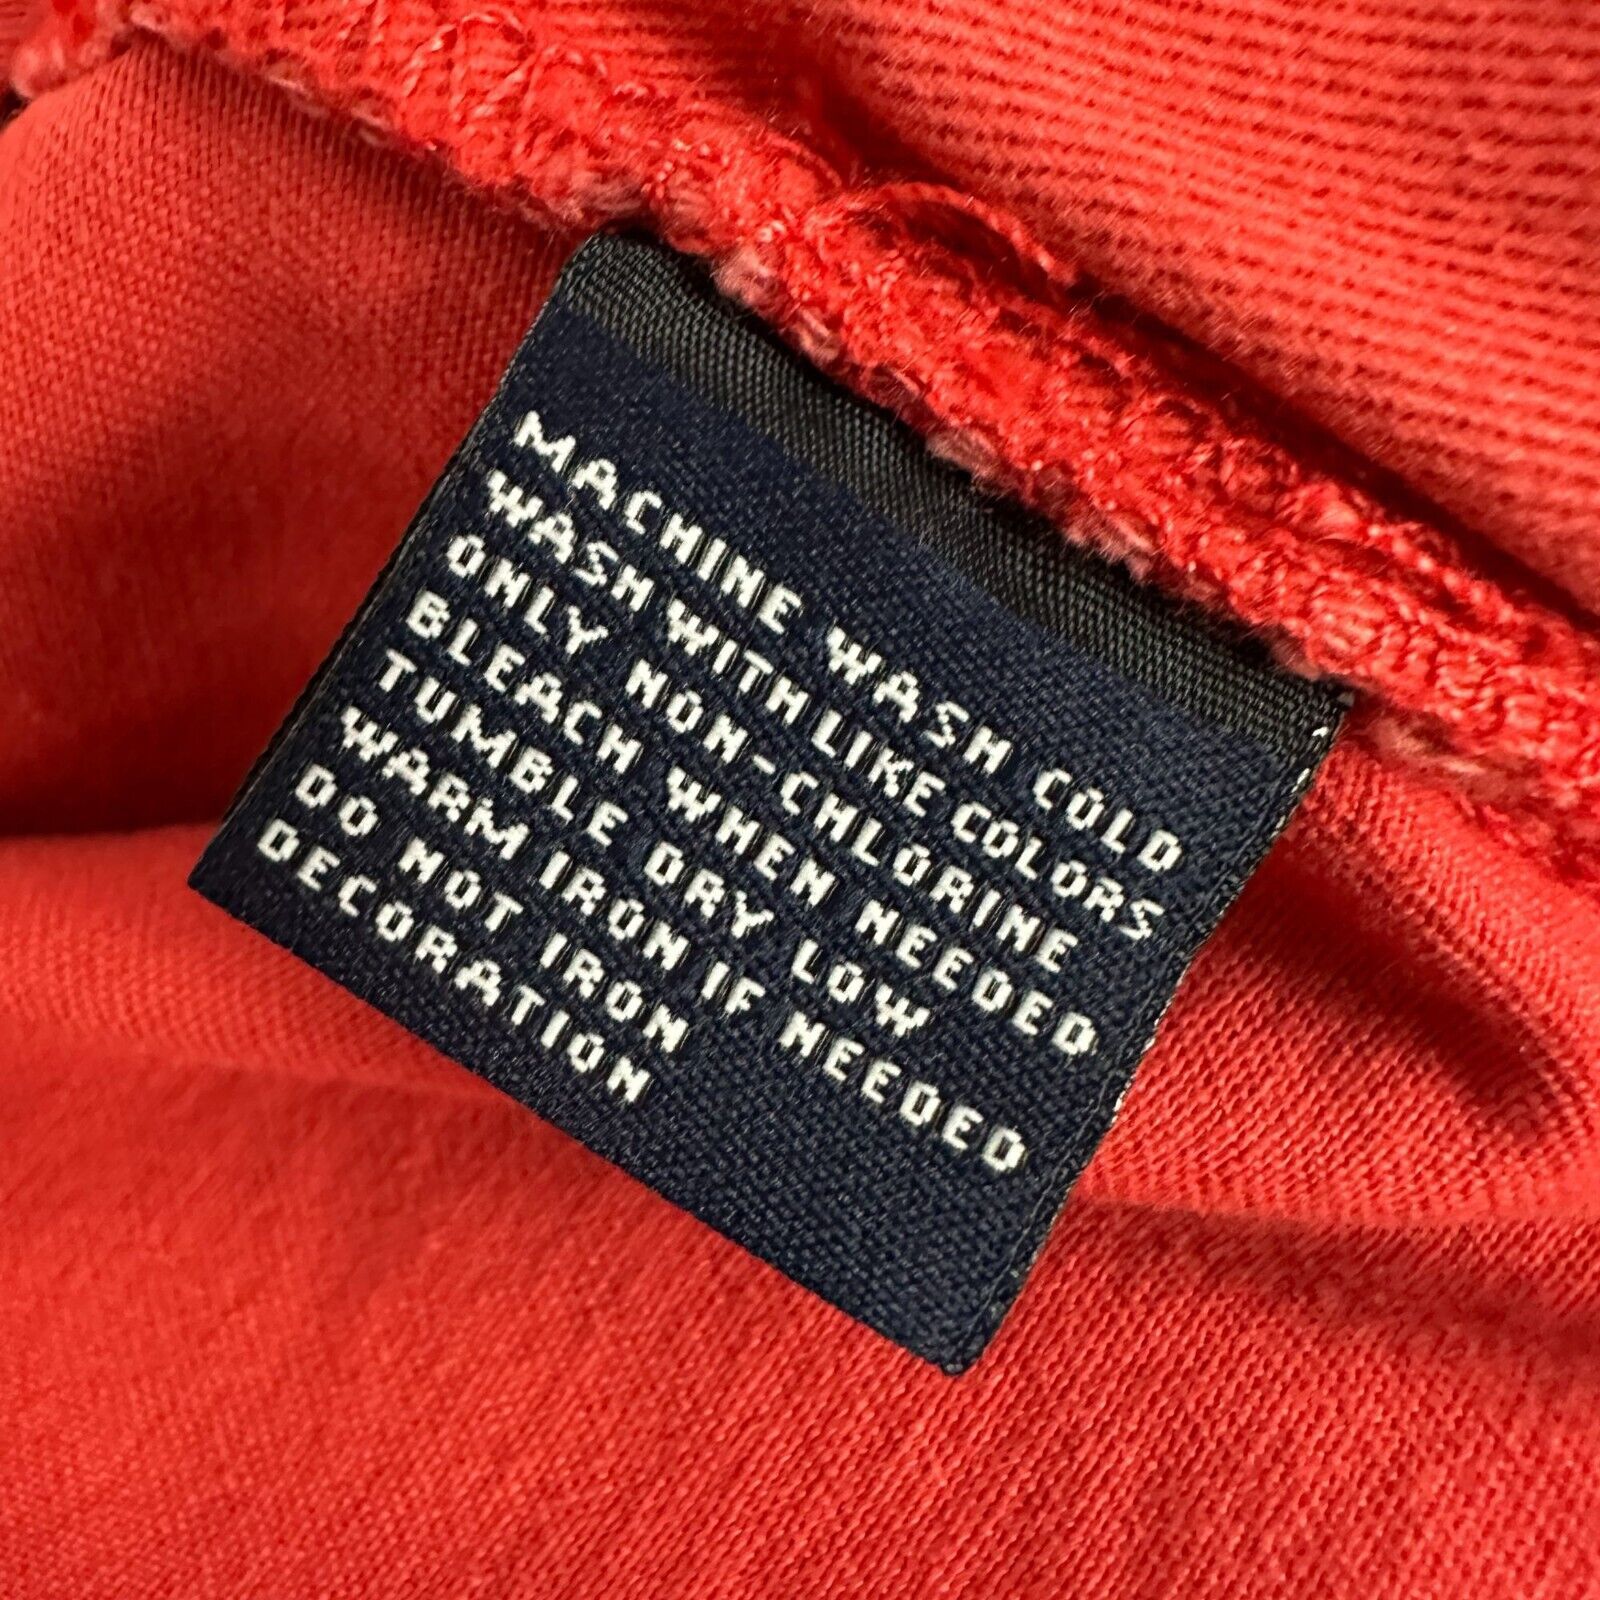 MACHINE WASH COLD
WASH WITH LIKE COLORS
ONLY NON-CHLORINE
BLEACH WHEN NEEDED
TUMBLE DRY LOW
WARM IRON IF NEEDED
DO NOT IRON
DECORATION